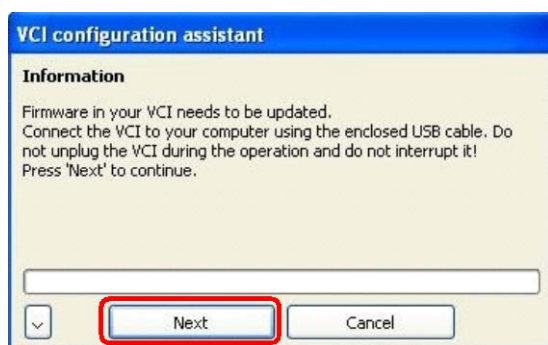 VCI configuration assistant
Information
Firmware in your VCI needs to be updated.
Connect the VCI to your computer using the enclosed USB cable. Do
not unplug the VCI during the operation and do not interrupt it!
Press 'Next' to continue.
Next
Cancel